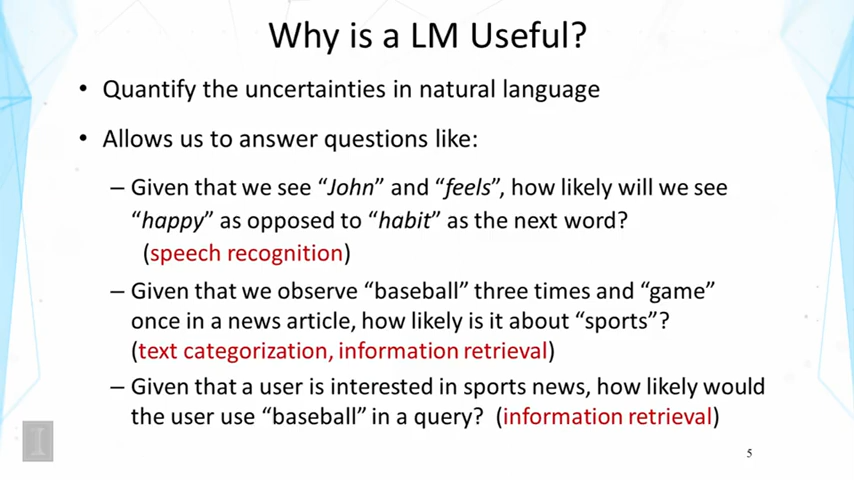 Why is a LM Useful?
• Quantify the uncertainties in natural language
• Allows us to answer questions like:
– Given that we see “John” and “feels”, how likely will we see
“happy” as opposed to “habit” as the next word?
(speech recognition)
– Given that we observe “baseball” three times and “game”
once in a news article, how likely is it about “sports”?
(text categorization, information retrieval)
– Given that a user is interested in sports news, how likely would
the user use “baseball” in a query? (information retrieval)
I
5